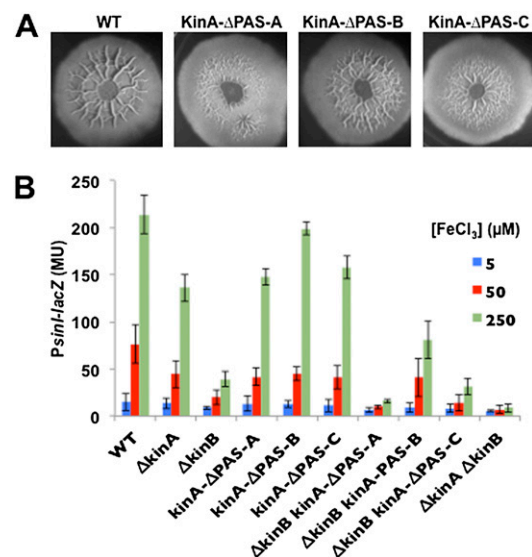 A
WT
KinA-ΔPAS-A
KinA-ΔPAS-B
KinA-ΔPAS-C
B
PsinI-lacZ (MU)
250
200
150
100
50
0
[FeCl₃] (μM)
5
50
250
WT
ΔkinA
ΔkinB
kinA-ΔPAS-A
kinA-ΔPAS-B
kinA-ΔPAS-C
ΔkinB kinA-ΔPAS-A
ΔkinB kinA-PAS-B
ΔkinB kinA-ΔPAS-C
ΔkinA ΔkinB